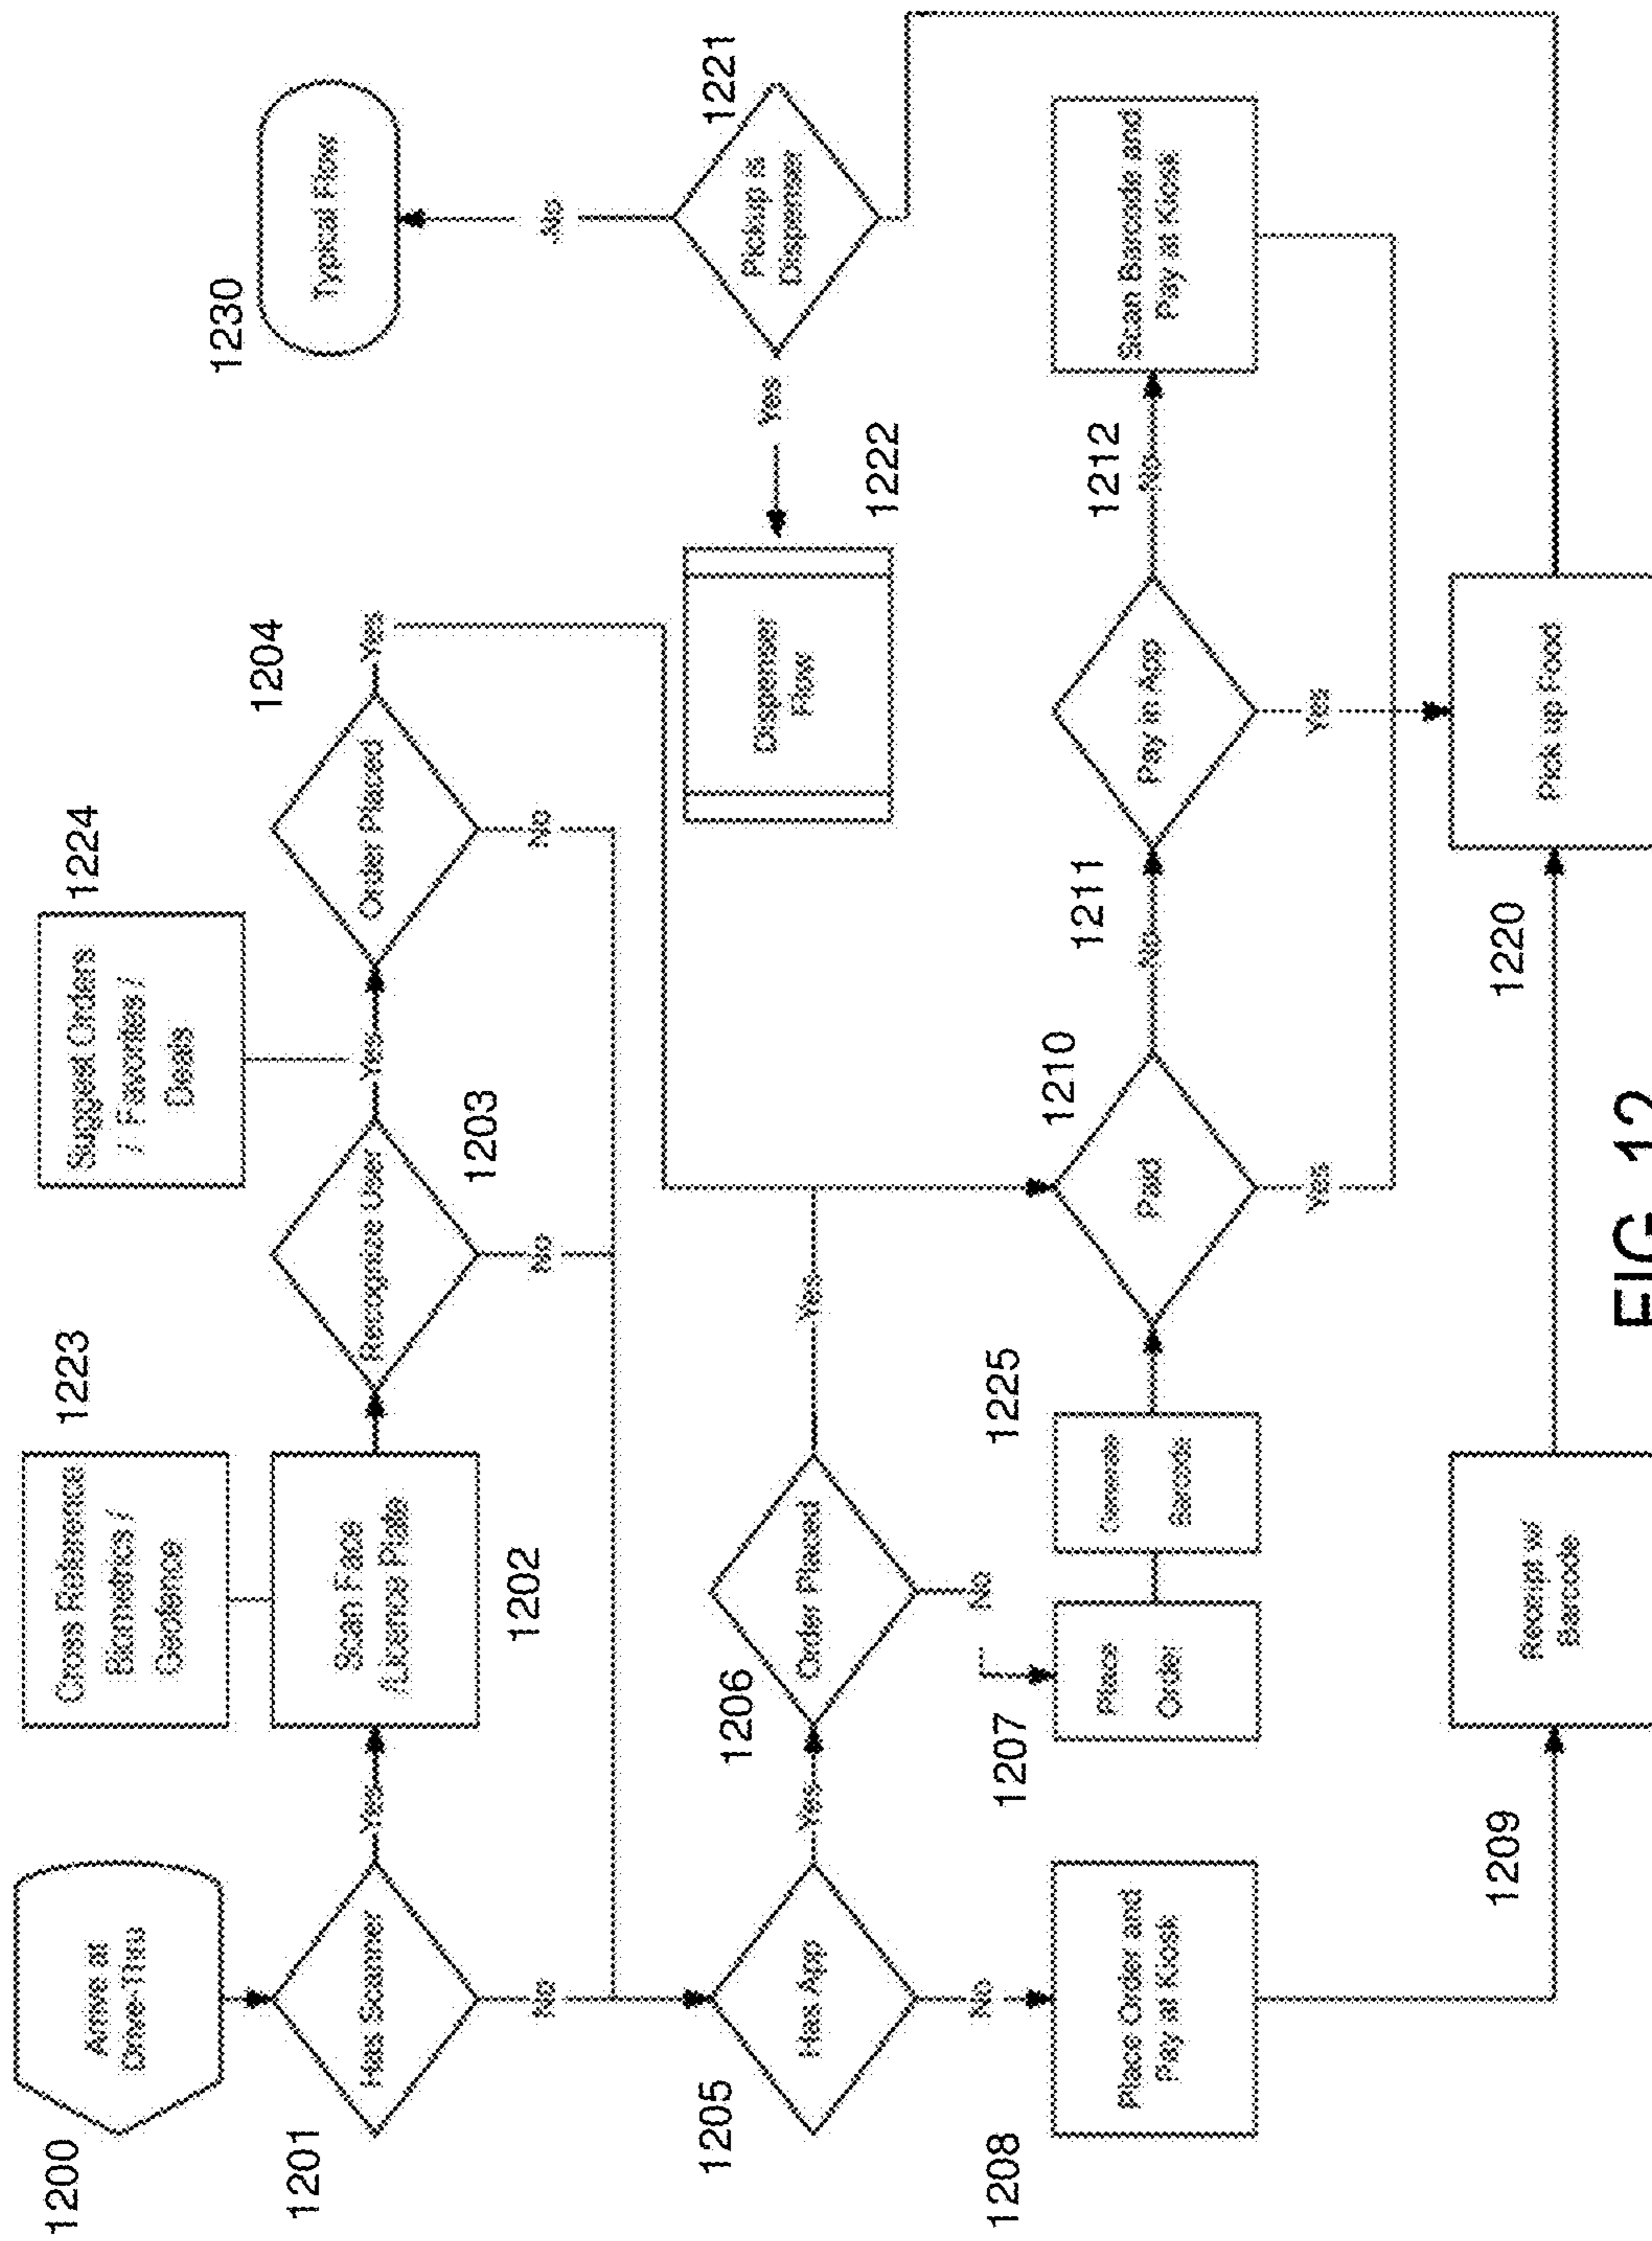 1200
Arrive at
Drive-Thru
1201
Has Scanner
Yes
No
1223
Cross Reference
Biometrics /
Geofence
Scan Face
/Licence Plate
1202
Recognize User
1203
Yes
No
1224
Suggest Orders
/ Favorites /
Deals
Order Placed
1204
Yes
No
1230
Typical Flow
No
Pickup is
Dispenser
1221
Yes
Dispenser
Flow
1222
1205
Has App
Yes
No
1206
Order Placed
Yes
No
1207
Place
Order
1225
Barcode
1210
Paid
No
Yes
1211
Pay in App
No
Yes
1212
Scan Barcode and
Pay at Kiosk
1208
Place Order and
Pay at Kiosk
1209
Receipt w/
Barcode
1220
Pick up Food
FIG. 12